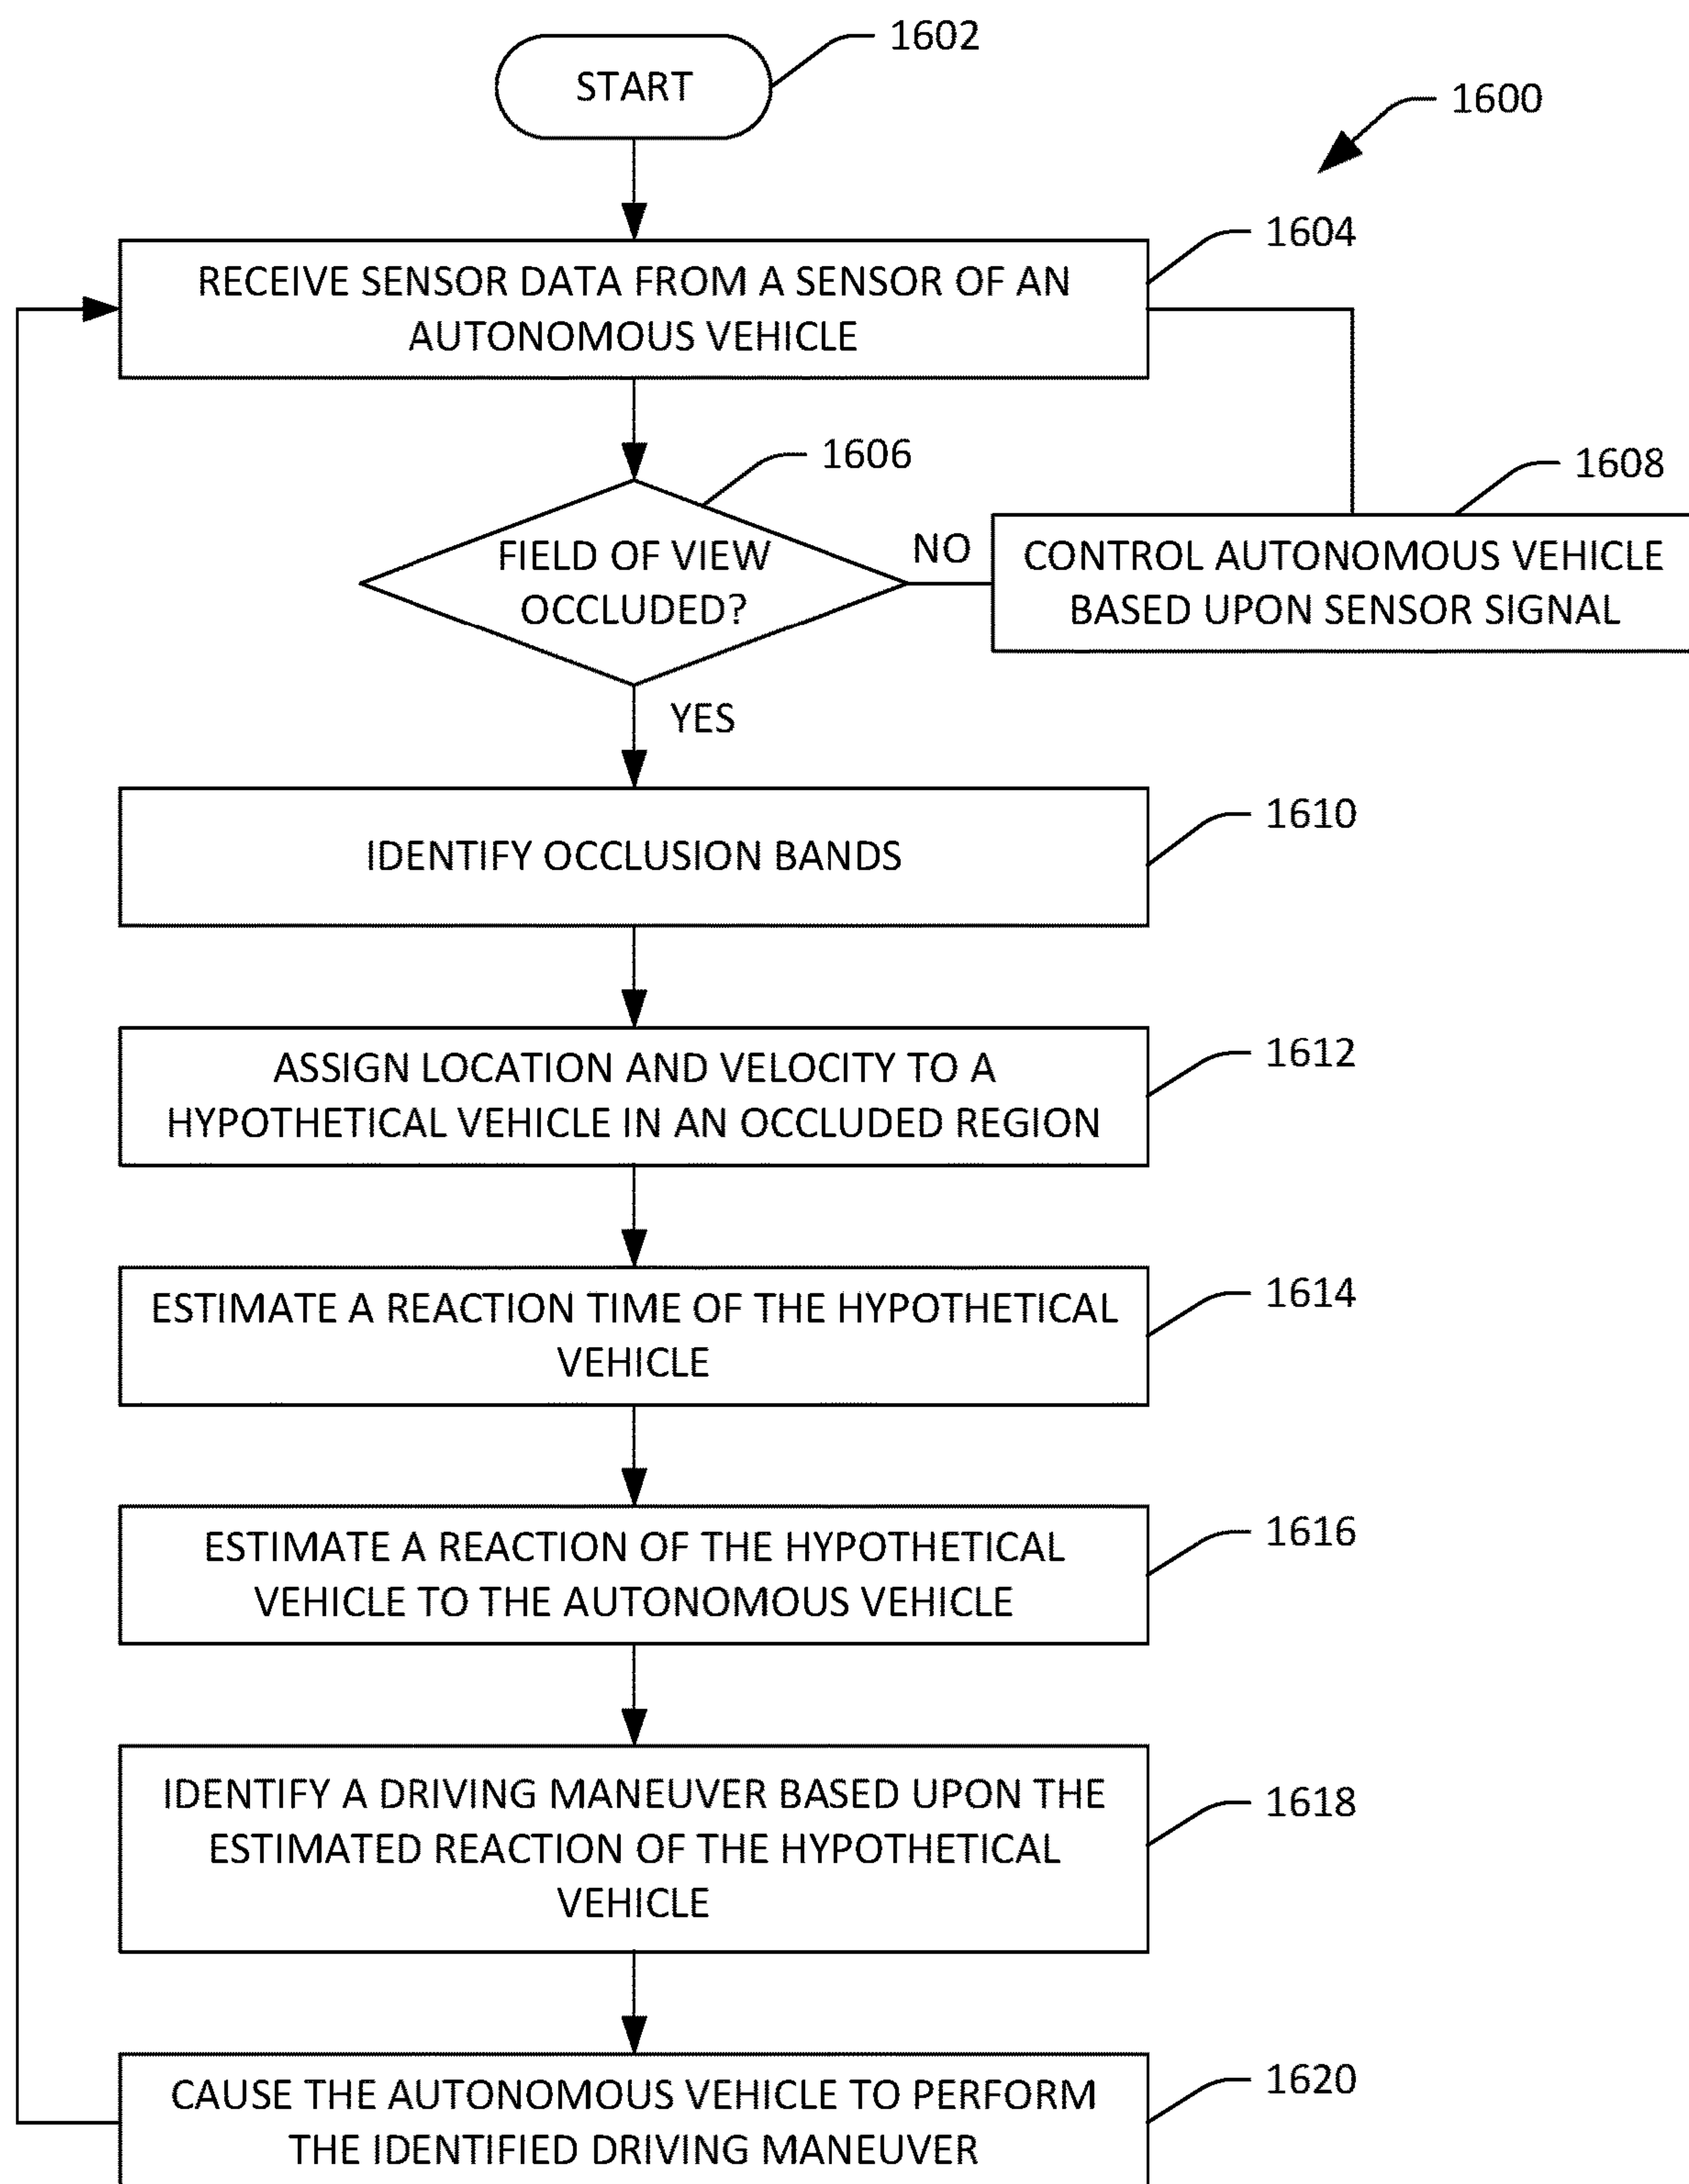 1602
START
1600
1604
RECEIVE SENSOR DATA FROM A SENSOR OF AN
AUTONOMOUS VEHICLE
1606
1608
FIELD OF VIEW
OCCLUDED?
NO
CONTROL AUTONOMOUS VEHICLE
BASED UPON SENSOR SIGNAL
YES
1610
IDENTIFY OCCLUSION BANDS
1612
ASSIGN LOCATION AND VELOCITY TO A
HYPOTHETICAL VEHICLE IN AN OCCLUDED REGION
1614
ESTIMATE A REACTION TIME OF THE HYPOTHETICAL
VEHICLE
1616
ESTIMATE A REACTION OF THE HYPOTHETICAL
VEHICLE TO THE AUTONOMOUS VEHICLE
1618
IDENTIFY A DRIVING MANEUVER BASED UPON THE
ESTIMATED REACTION OF THE HYPOTHETICAL
VEHICLE
1620
CAUSE THE AUTONOMOUS VEHICLE TO PERFORM
THE IDENTIFIED DRIVING MANEUVER